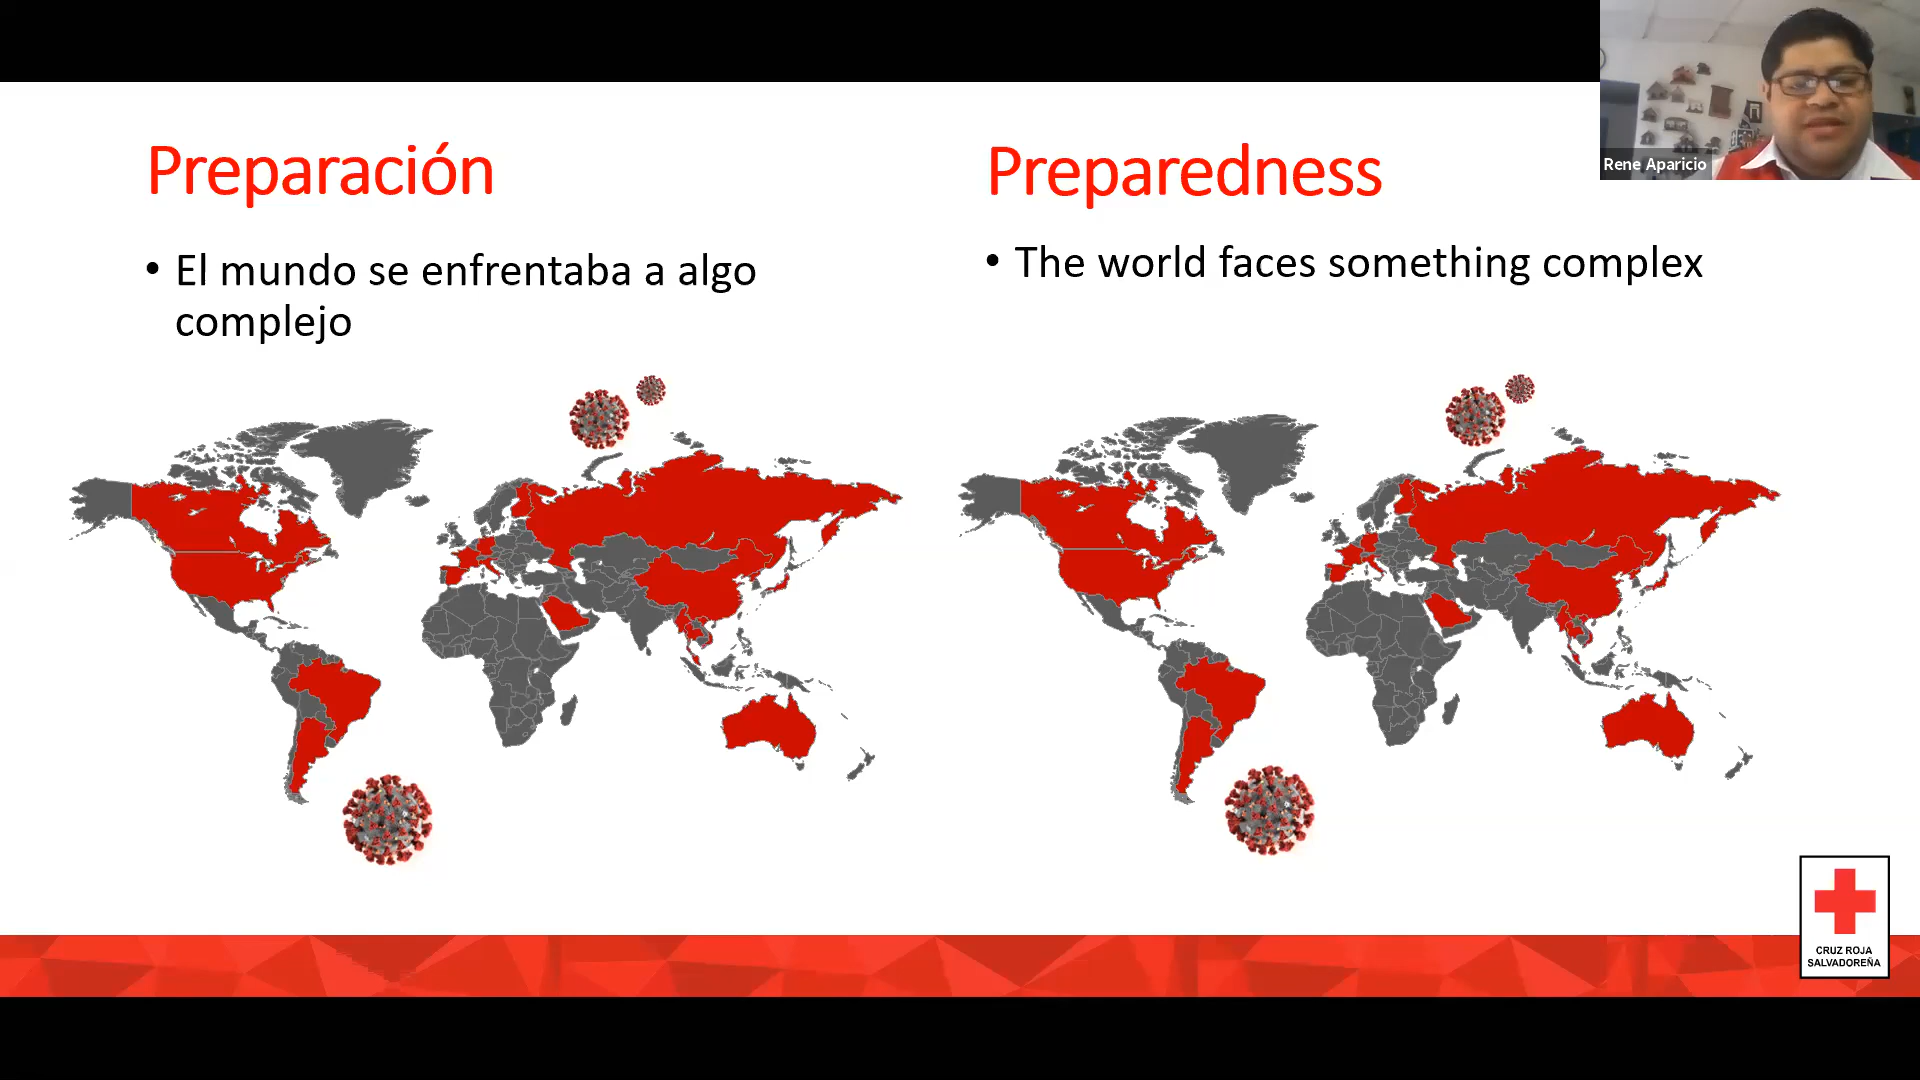 Preparación
• El mundo se enfrentaba a algo
complejo
Preparedness
• The world faces something complex
Rene Aparicio
CRUZ ROJA
SALVADOREÑA